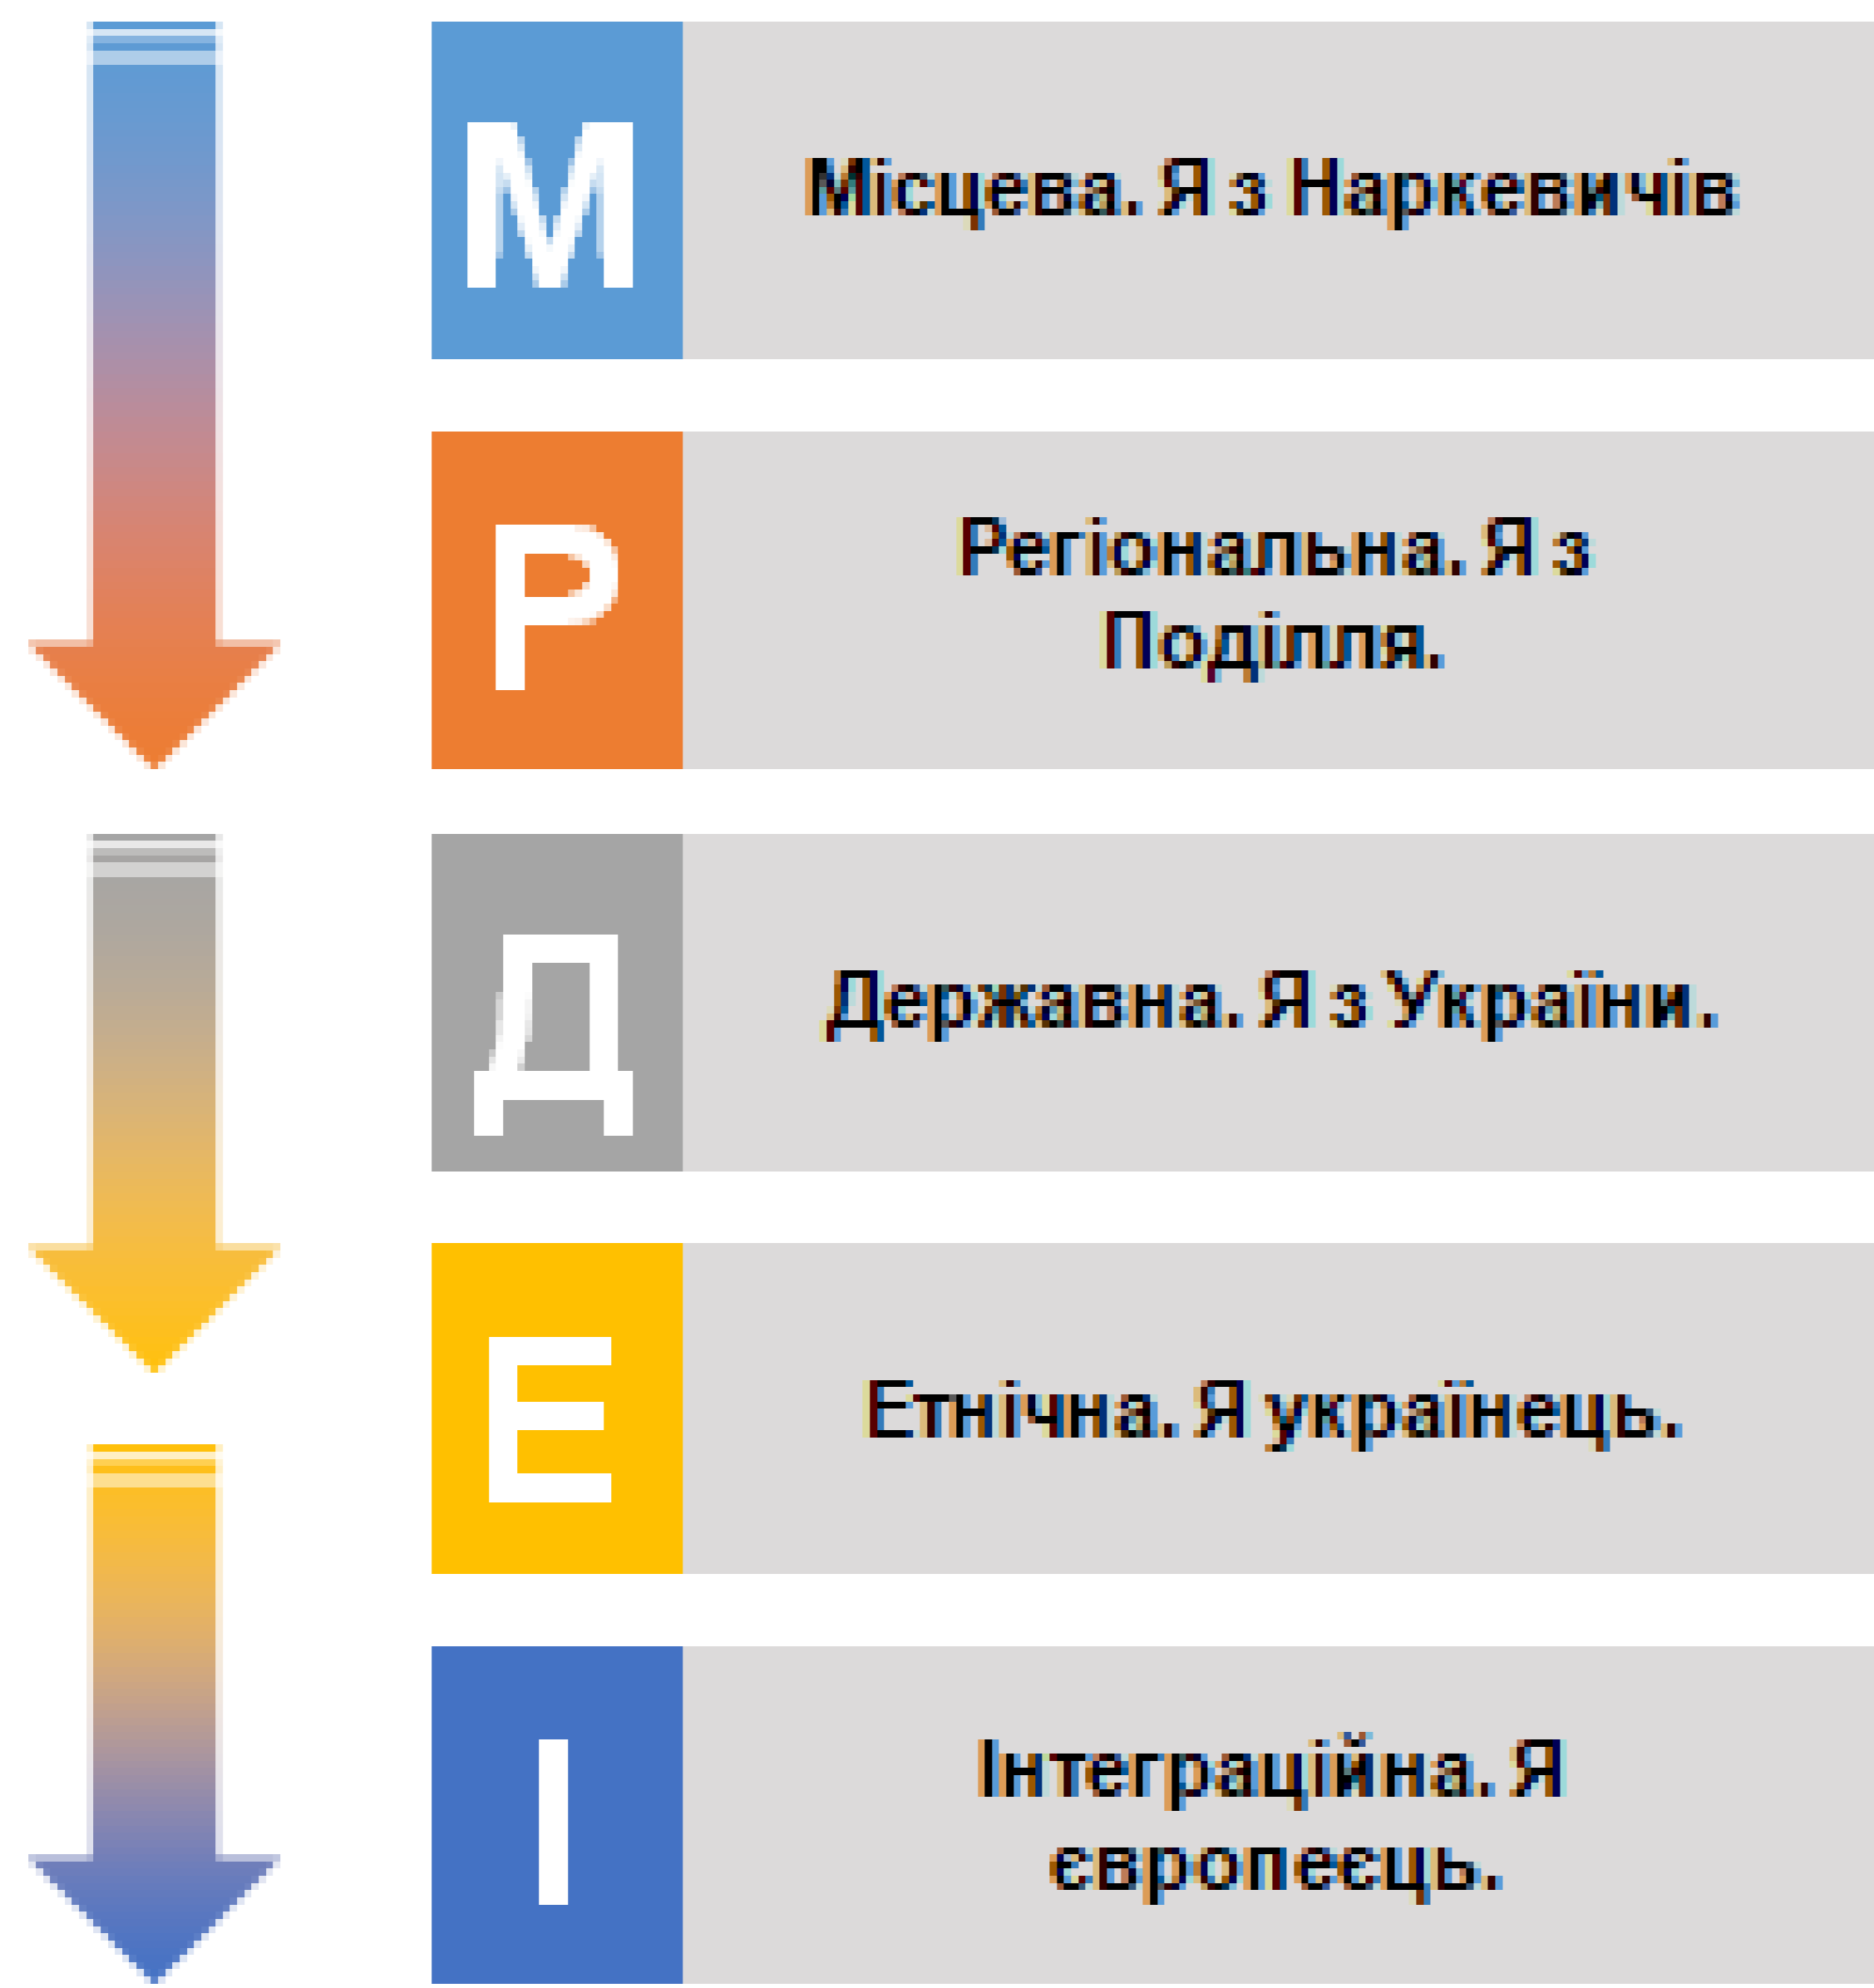 М
Місцева. Я з Наркевичів
Р
Регіональна. Я з
Поділля.
Д
Державна. Я з України.
Е
Етнічна. Я українець.
І
Інтеграційна. Я
європеєць.